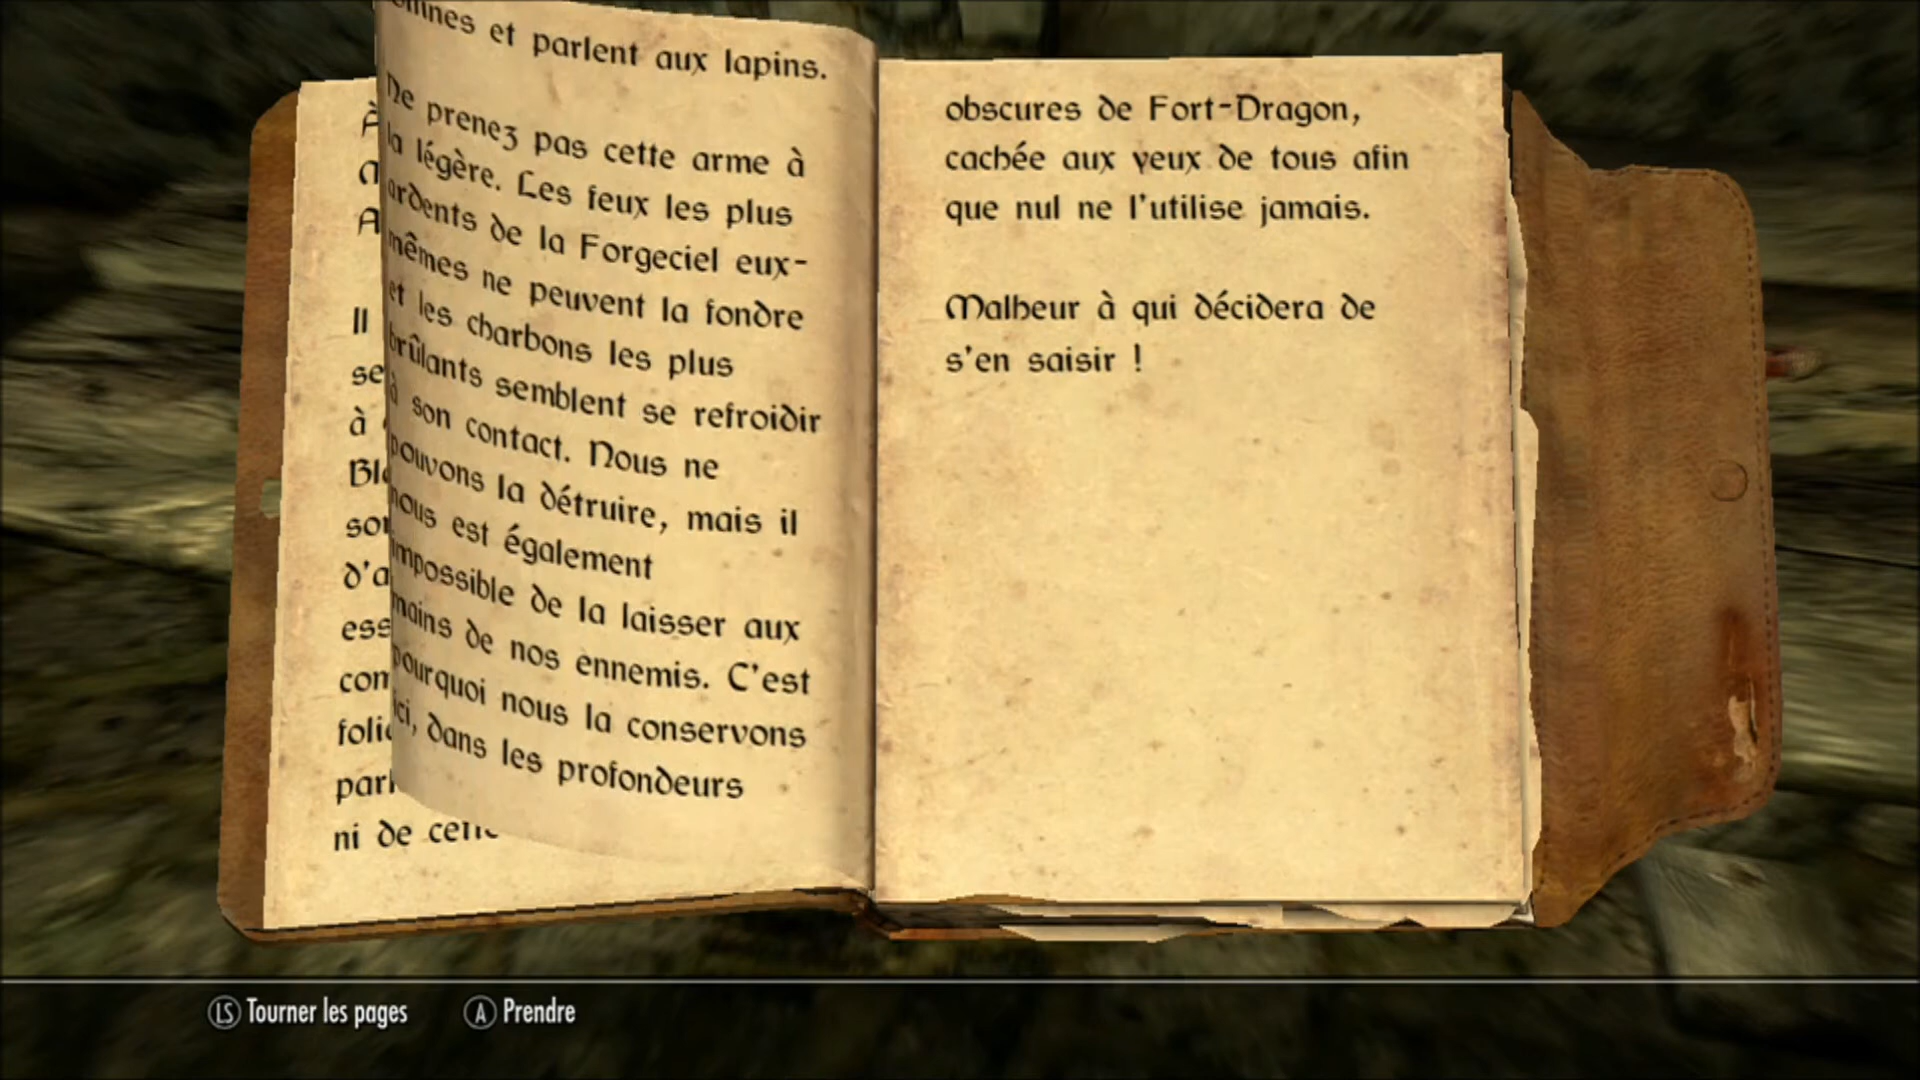 et parlent aux lapins.
Ne prenez pas cette arme à
la légère. Les feux les plus
ardents de la Forgeciel eux-
mêmes ne peuvent la fondre
et les charbons les plus
brûlants semblent se refroidir
à son contact. Nous ne
pouvons la détruire, mais il
nous est également
impossible de la laisser aux
mains de nos ennemis. C'est
pourquoi nous la conservons
ici, dans les profondeurs
Il
à
ni de
obscures de Fort-Dragon,
cachée aux yeux de tous afin
que nul ne l'utilise jamais.
Malheur à qui décidera de
s'en saisir !
LS Tourner les pages
A Prendre